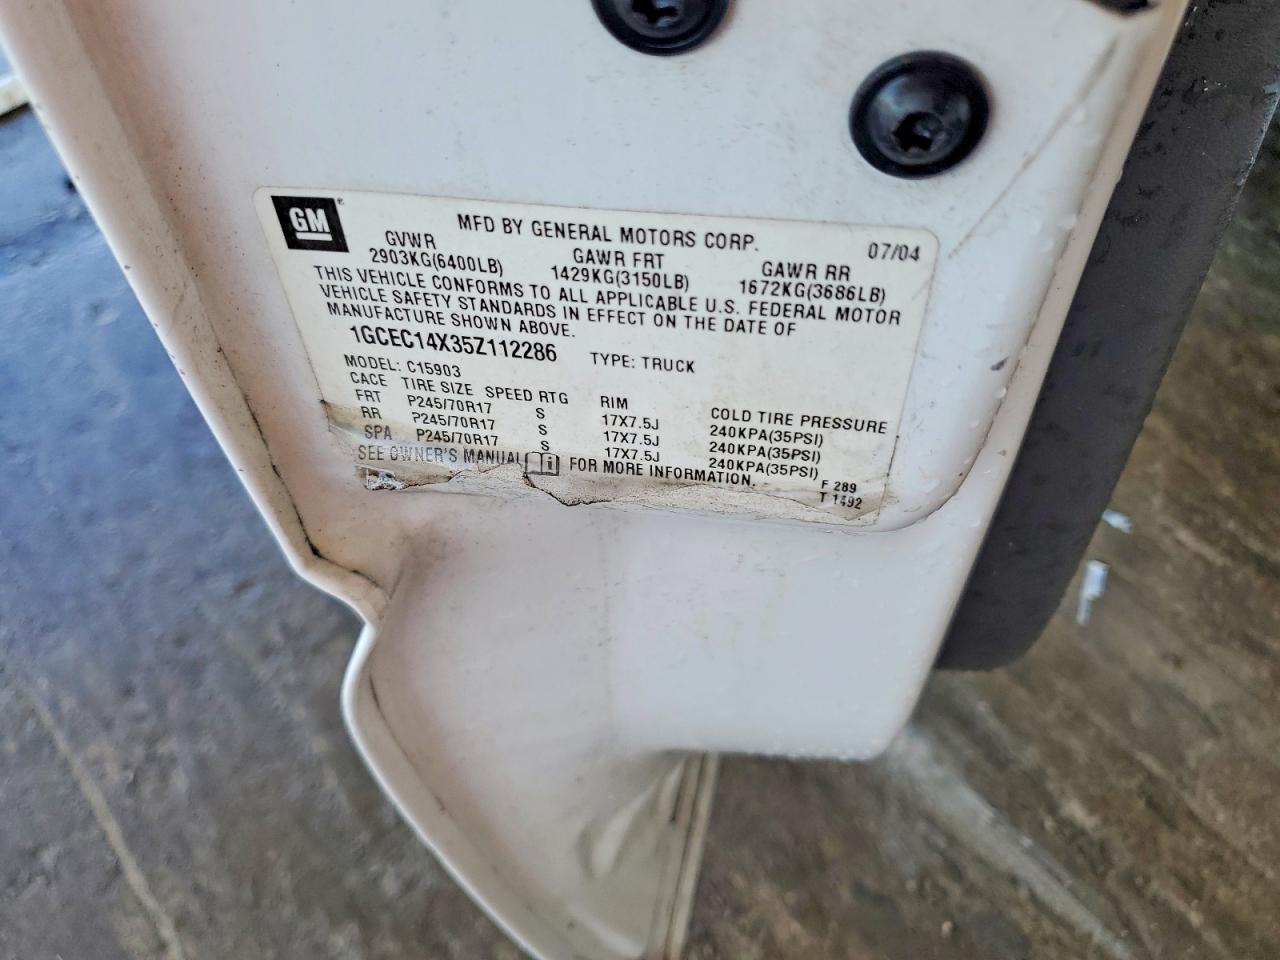 GM ®
MFD BY GENERAL MOTORS CORP. 07/04
GVWR GAWR FRT GAWR RR
2903KG(6400LB) 1429KG(3150LB) 1672KG(3686LB)
THIS VEHICLE CONFORMS TO ALL APPLICABLE U.S. FEDERAL MOTOR
VEHICLE SAFETY STANDARDS IN EFFECT ON THE DATE OF
MANUFACTURE SHOWN ABOVE.
1GCEC14X35Z112286 TYPE: TRUCK
MODEL: C15903
CACE TIRE SIZE SPEED RTG RIM COLD TIRE PRESSURE
FRT P245/70R17 S 17X7.5J 240KPA(35PSI)
RR P245/70R17 S 17X7.5J 240KPA(35PSI)
SPA P245/70R17 S 17X7.5J 240KPA(35PSI)
SEE OWNER'S MANUAL i FOR MORE INFORMATION.
F 289
T 1492